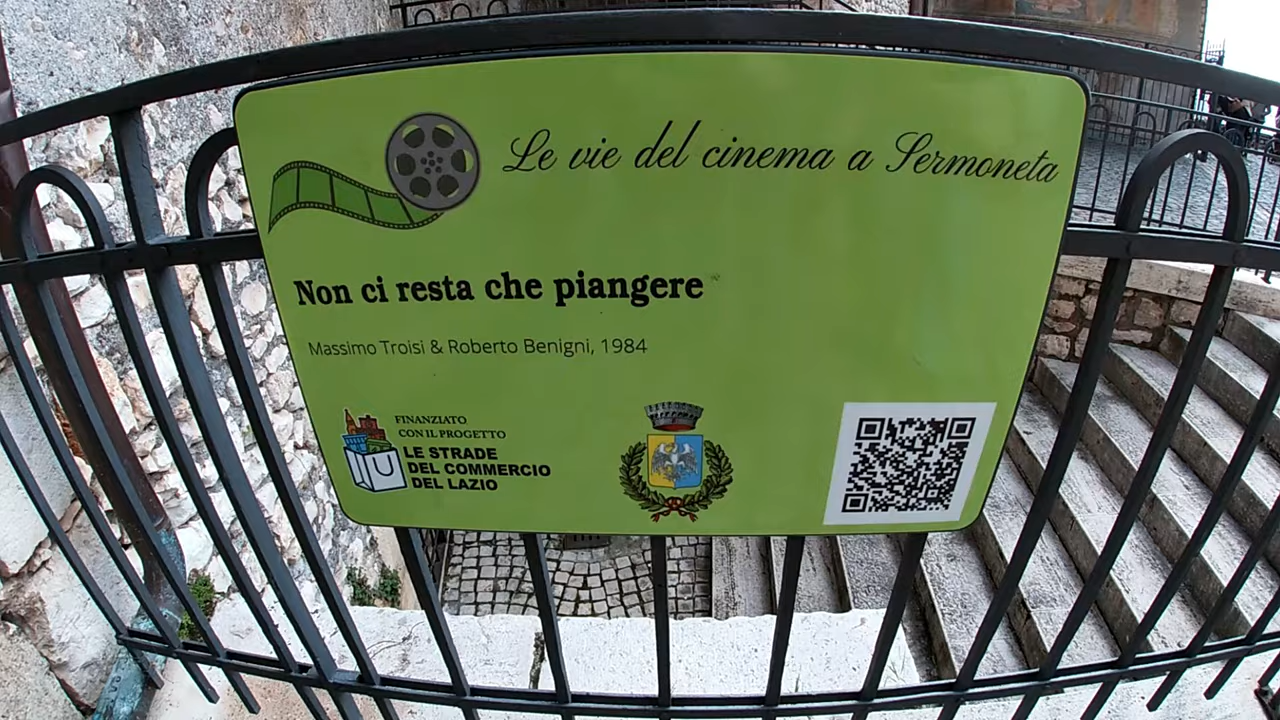 Le vie del cinema a Sermoneta
Non ci resta che piangere
Massimo Troisi & Roberto Benigni, 1984
FINANZIATO
CON IL PROGETTO
LE STRADE
DEL COMMERCIO
DEL LAZIO